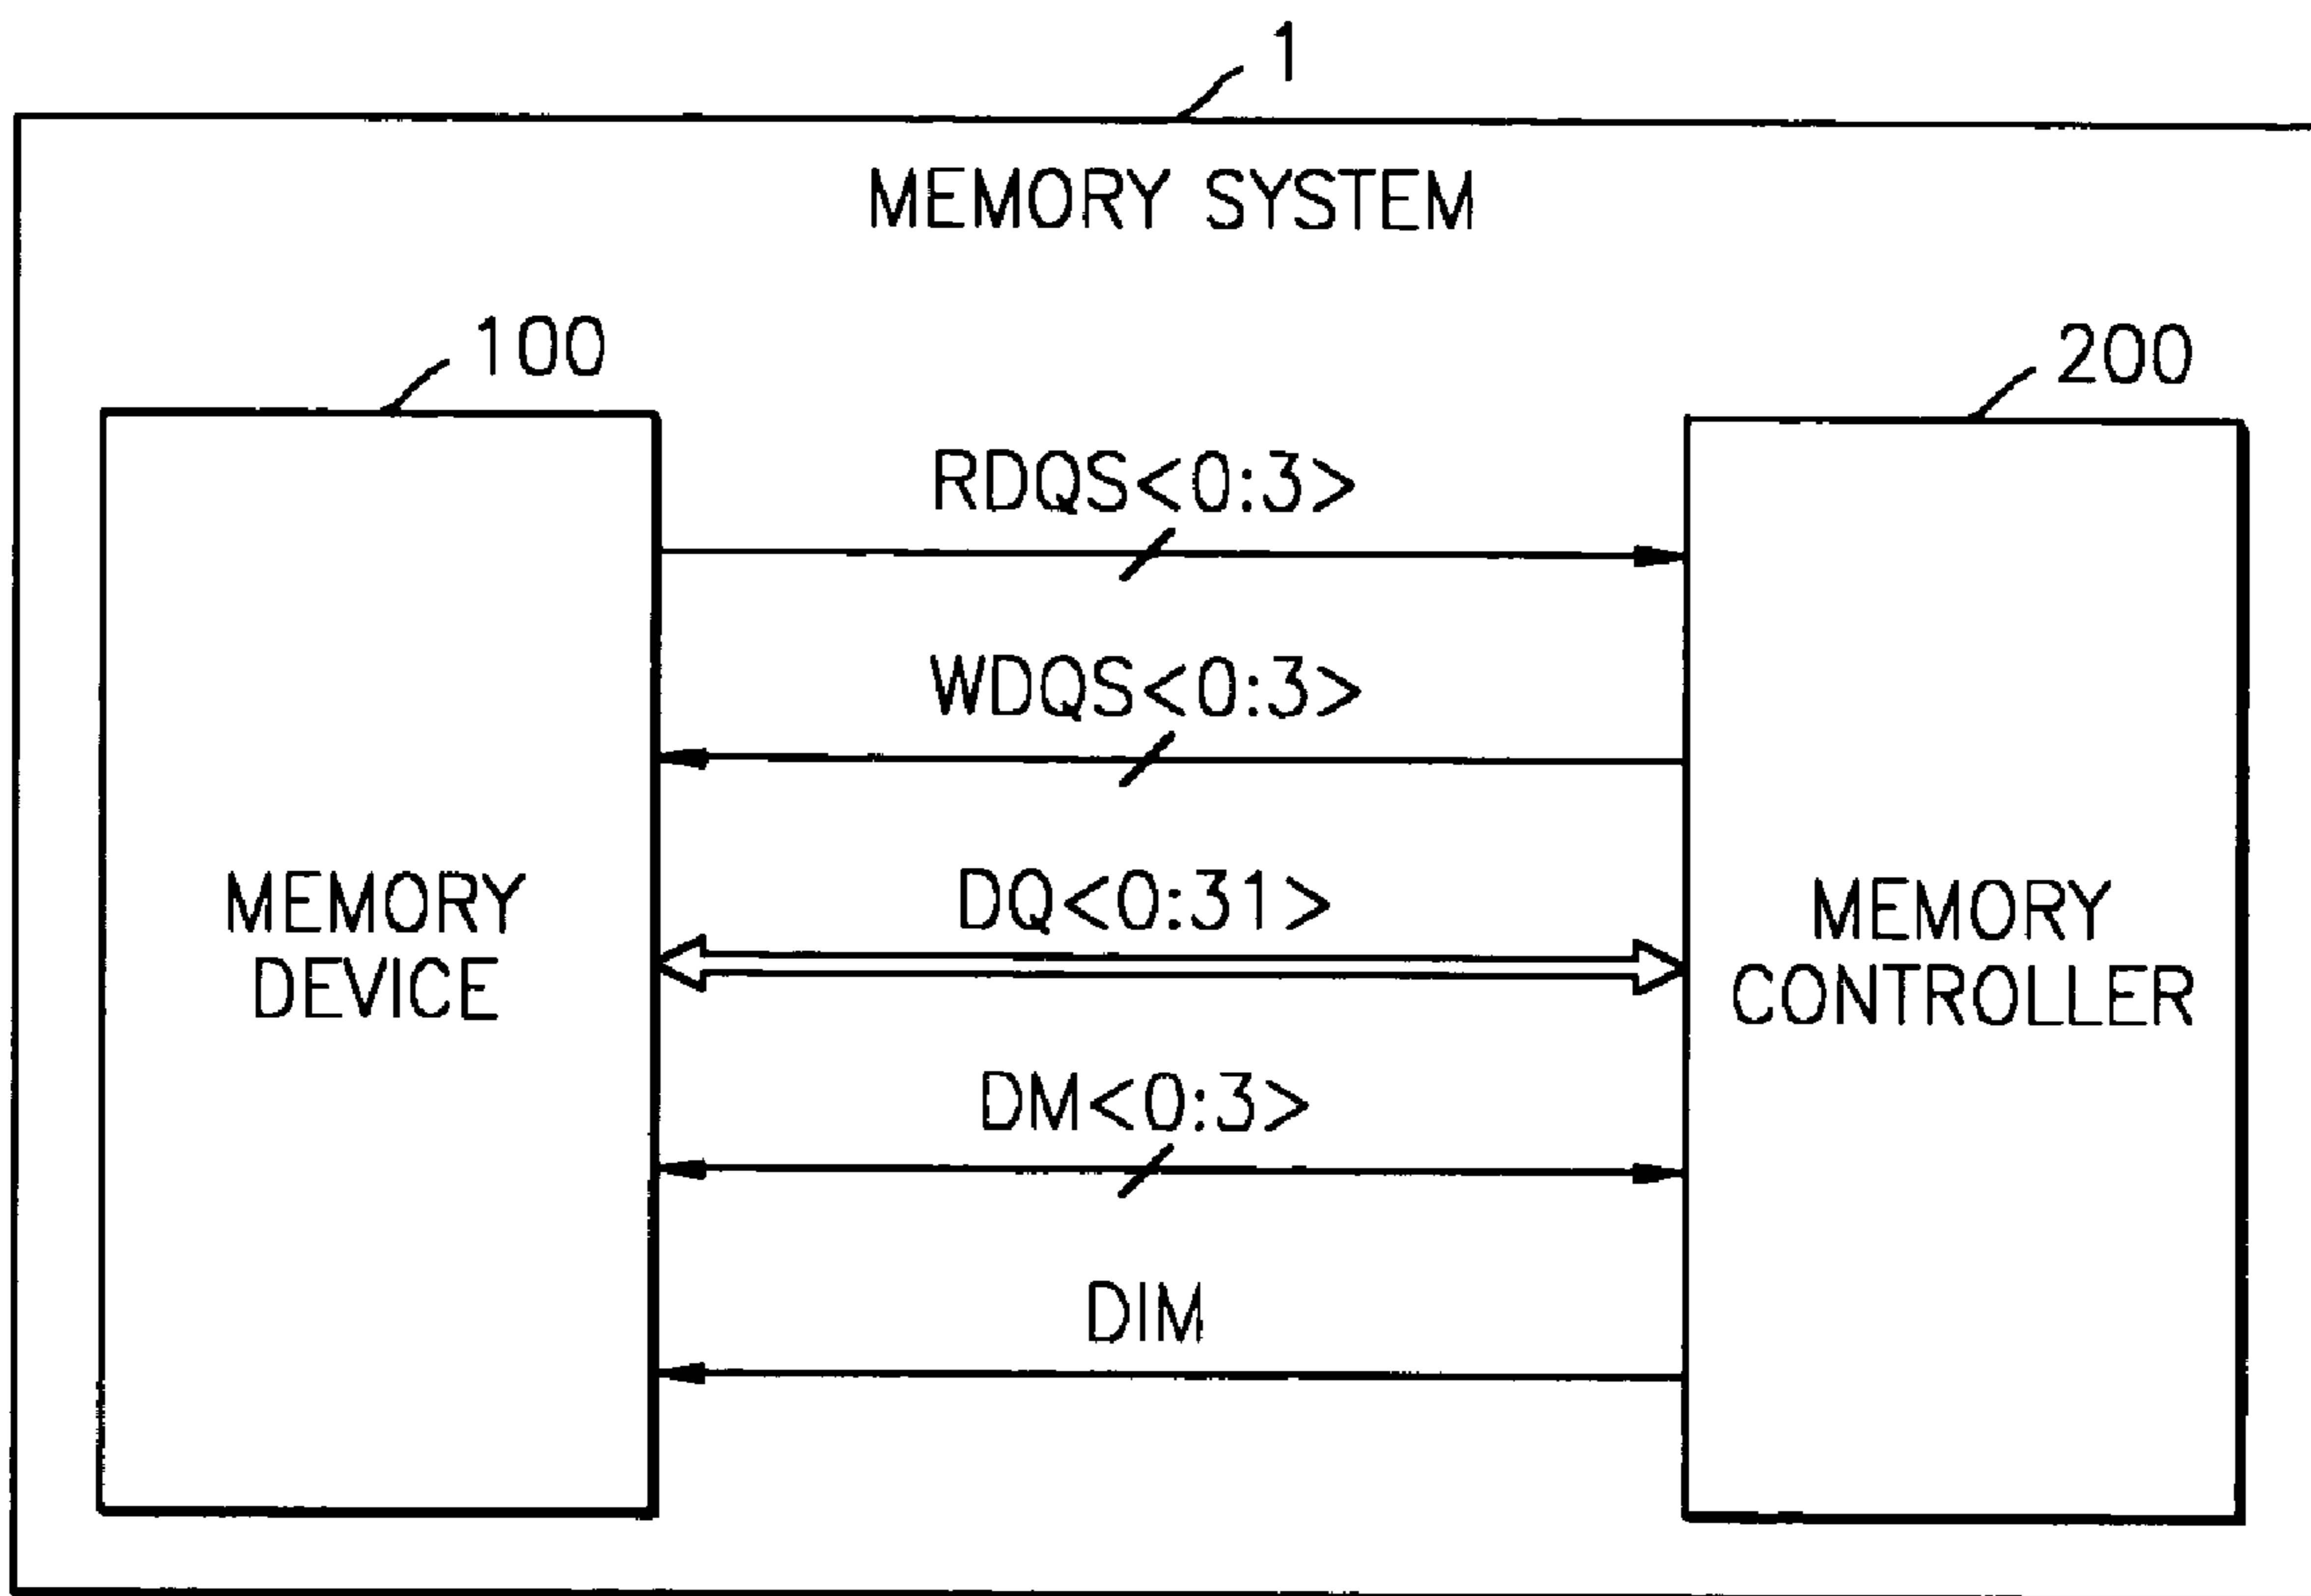 1
MEMORY SYSTEM
100
200
RDQS<0:3>
WDQS<0:3>
DQ<0:31>
MEMORY
DEVICE
MEMORY
CONTROLLER
DM<0:3>
DIM